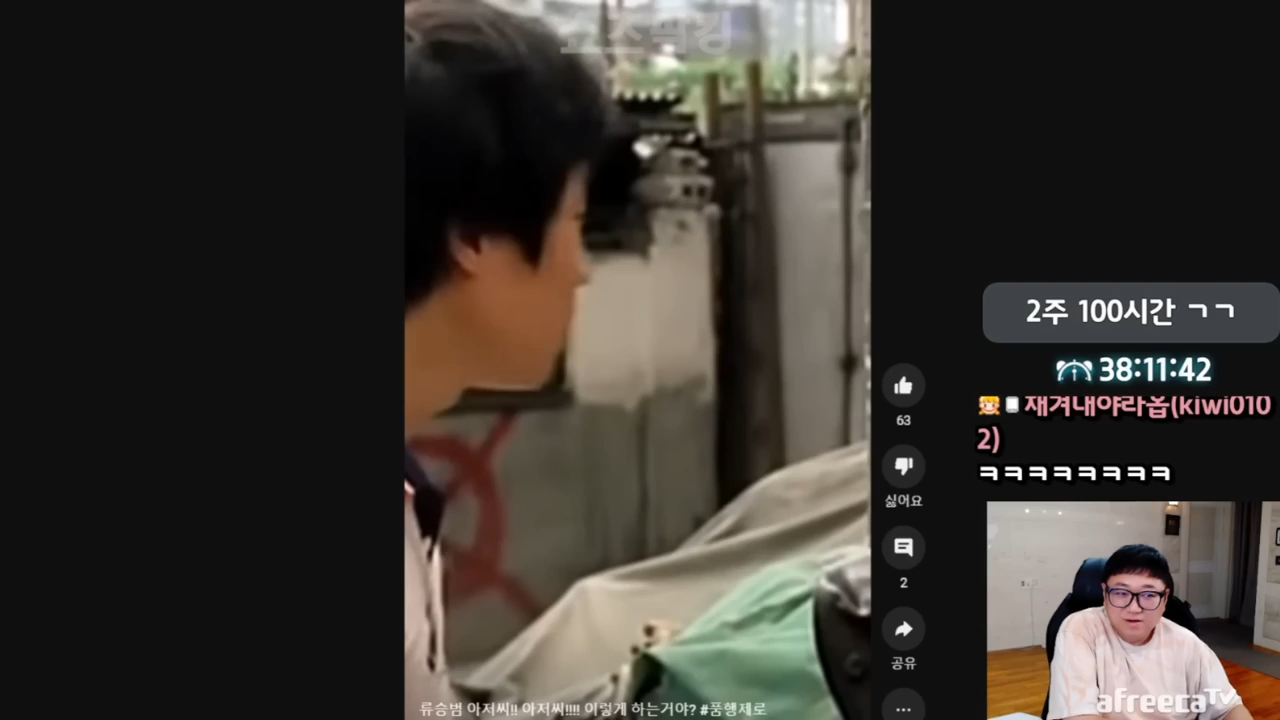 2주 100시간 ㄱㄱ
38:11:42
재겨내야라옵(kiwi010
2)
ㅋㅋㅋㅋㅋㅋㅋㅋ
63
싫어요
2
공유
류승범 아저씨!! 아저씨!!!! 이렇게 하는거야? #품행제로
afreecaTV